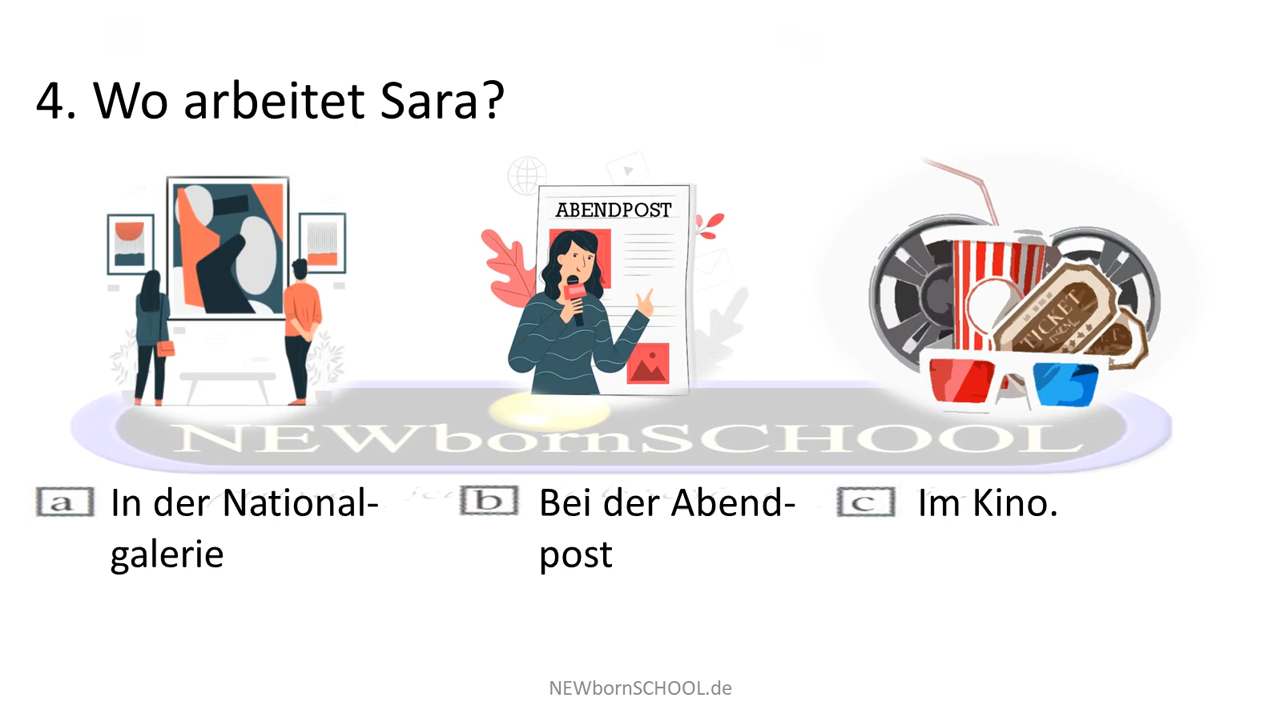 4. Wo arbeitet Sara?
ABENDPOST
TICKET
NEWbornSCHOOL
a In der National-
galerie
b Bei der Abend-
post
c Im Kino.
NEWbornSCHOOL.de